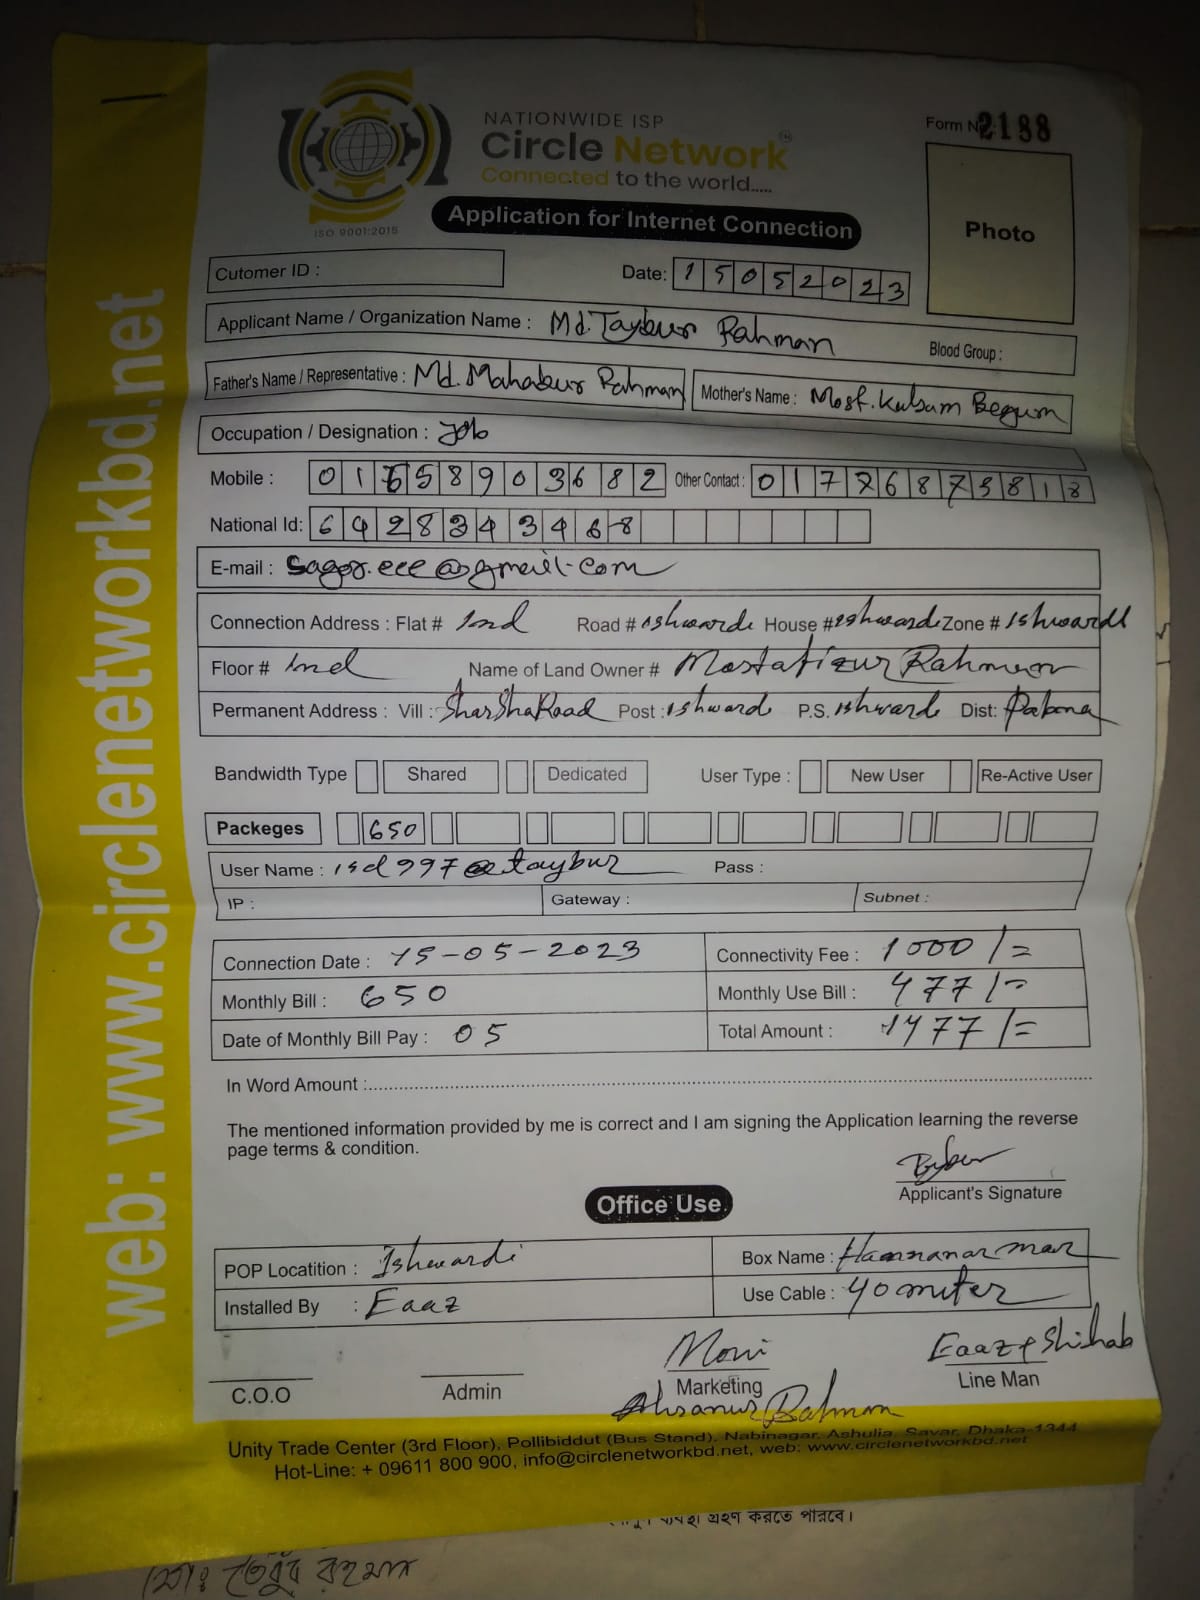 NATIONWIDE ISP
Circle Network
Connected to the world.....
ISO 9001:2015
Form N 2188
Application for Internet Connection
Photo
Cutomer ID :
Date: 15052023
Applicant Name / Organization Name : Md. Taybur Rahman
Blood Group :
Father's Name / Representative : Md. Mahabur Rahman Mother's Name : Most. Kulsum Begum
Occupation / Designation : Job
Mobile : 01658903682 Other Contact : 01776875818
National Id: 6428343468
E-mail : sagor.eee@gmail.com
Connection Address : Flat # 2nd Road # ishwardi House # ishwardi Zone # Ishwardi
Floor # 2nd Name of Land Owner # Mostafizur Rahman
Permanent Address : Vill : Sharsha Road Post : ishwardi P.S. ishwardi Dist: Pabna
Bandwidth Type Shared Dedicated User Type : New User Re-Active User
Packeges 650
User Name : isd997@taybur Pass :
IP : Gateway : Subnet :
Connection Date : 15-05-2023 Connectivity Fee : 1000/=
Monthly Bill : 650 Monthly Use Bill : 477/=
Date of Monthly Bill Pay : 05 Total Amount : 1477/=
In Word Amount :
The mentioned information provided by me is correct and I am signing the Application learning the reverse
page terms & condition.
Applicant's Signature
Office Use
POP Locatition : Ishwardi Box Name :
Installed By : Eaaz Use Cable : 40 miter
Moni Eaaz & Shihab
C.O.O Admin Marketing Line Man
Ahsanur Rahman
Unity Trade Center (3rd Floor), Pollibiddut (Bus Stand), Nabinagar, Ashulia, Savar, Dhaka-1344
Hot-Line: + 09611 800 900, info@circlenetworkbd.net, web: www.circlenetworkbd.net
web: www.circlenetworkbd.net
ব্যবস্থা গ্রহণ করতে পারবে।
মোঃ তৈবুর রহমান